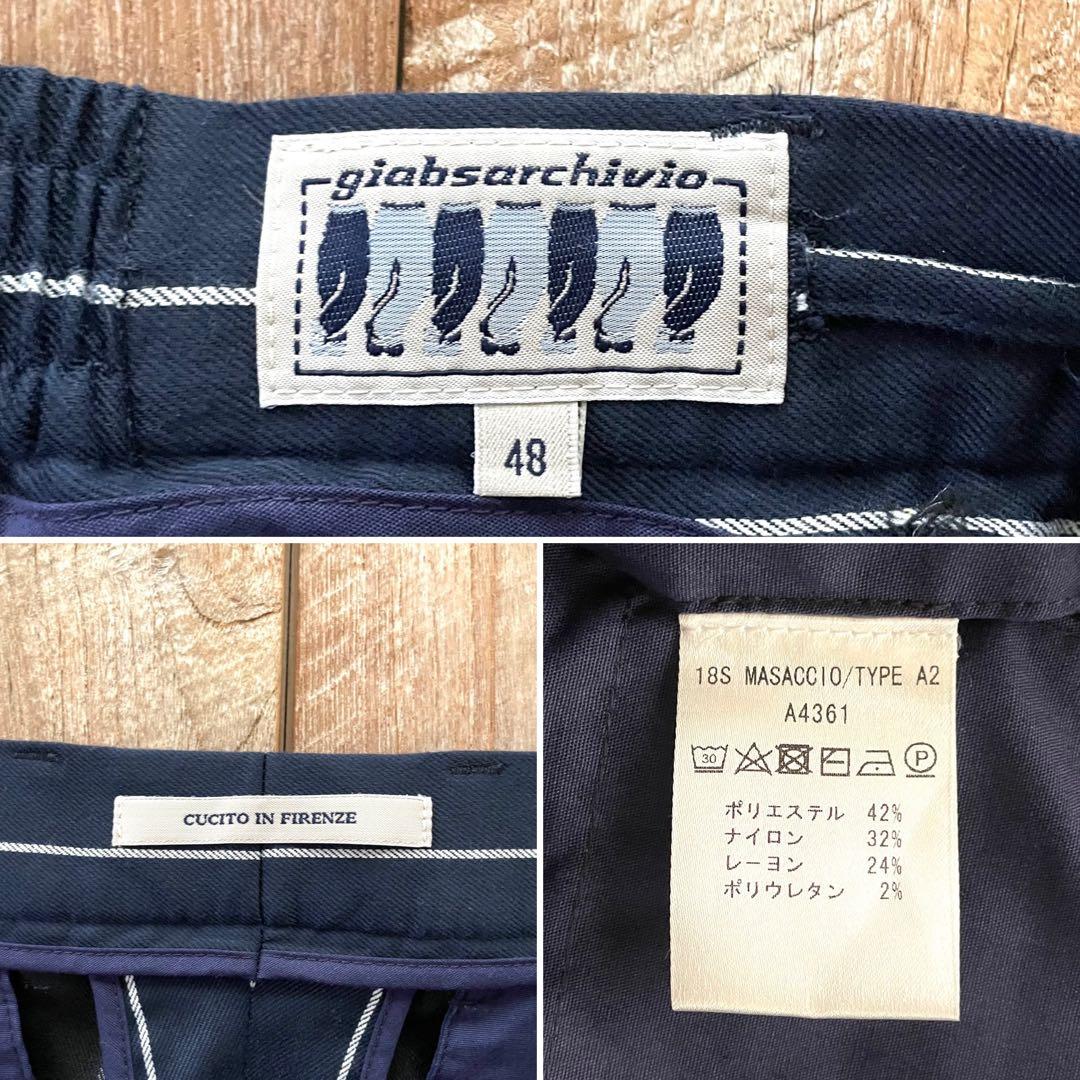 giabsarchivio
48
CUCITO IN FIRENZE
18S MASACCIO/TYPE A2
A4361
30
P
ポリエステル 42%
ナイロン 32%
レーヨン 24%
ポリウレタン 2%